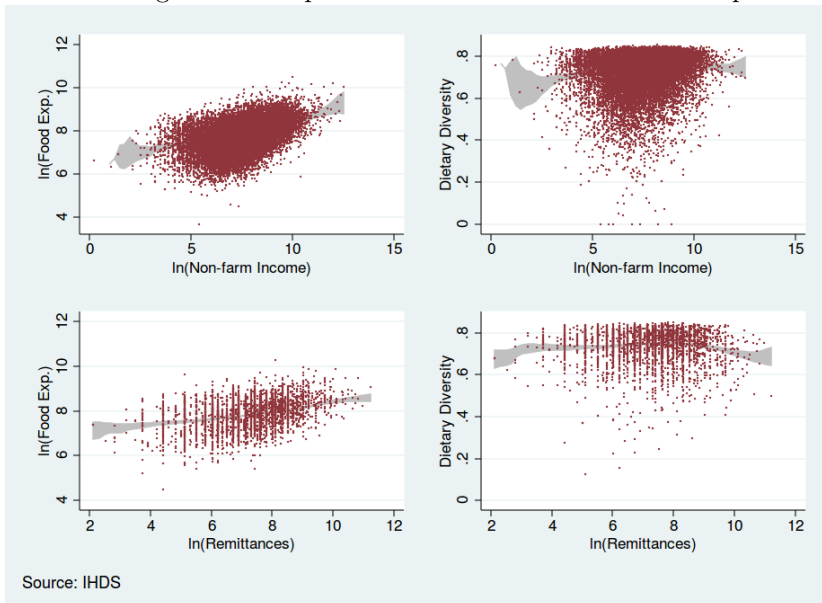 12
10
8
6
4
ln(Food Exp.)
0 5 10 15
ln(Non-farm Income)
.8
.6
.4
.2
0
Dietary Diversity
0 5 10 15
ln(Non-farm Income)
12
10
8
6
4
ln(Food Exp.)
2 4 6 8 10 12
ln(Remittances)
.8
.6
.4
.2
0
Dietary Diversity
2 4 6 8 10 12
ln(Remittances)
Source: IHDS